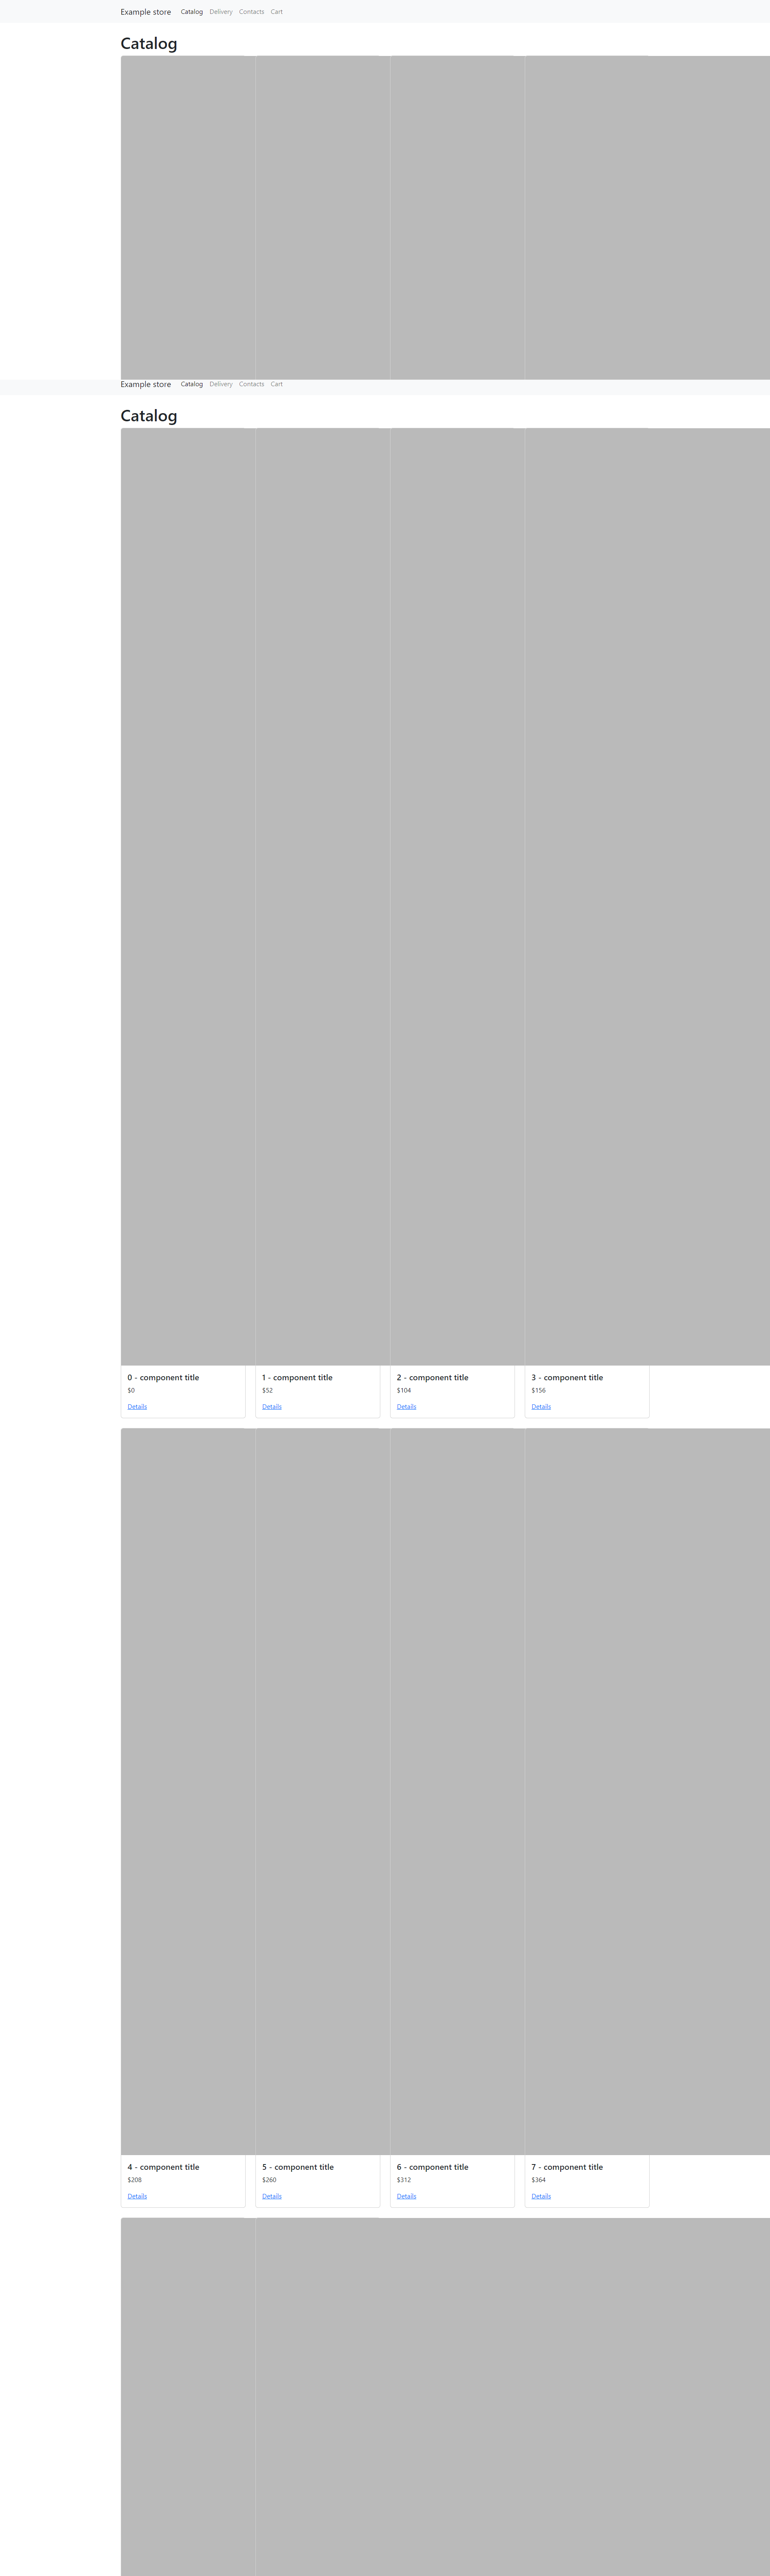 Example store Catalog Delivery Contacts Cart
Catalog
Example store Catalog Delivery Contacts Cart
Catalog
0 - component title 1 - component title 2 - component title 3 - component title
$0 $52 $104 $156
Details Details Details Details
4 - component title 5 - component title 6 - component title 7 - component title
$208 $260 $312 $364
Details Details Details Details